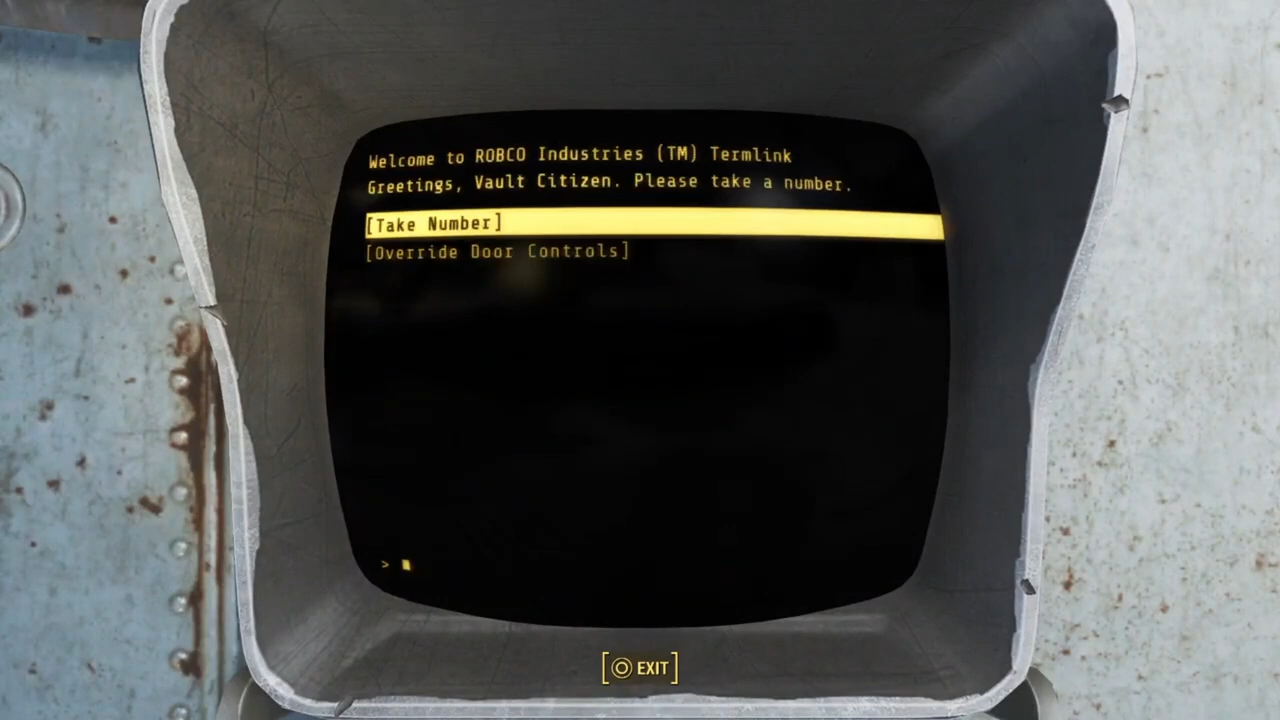 Welcome to ROBCO Industries (TM) Termlink
Greetings, Vault Citizen. Please take a number.
[Take Number]
[Override Door Controls]
>
[EXIT]